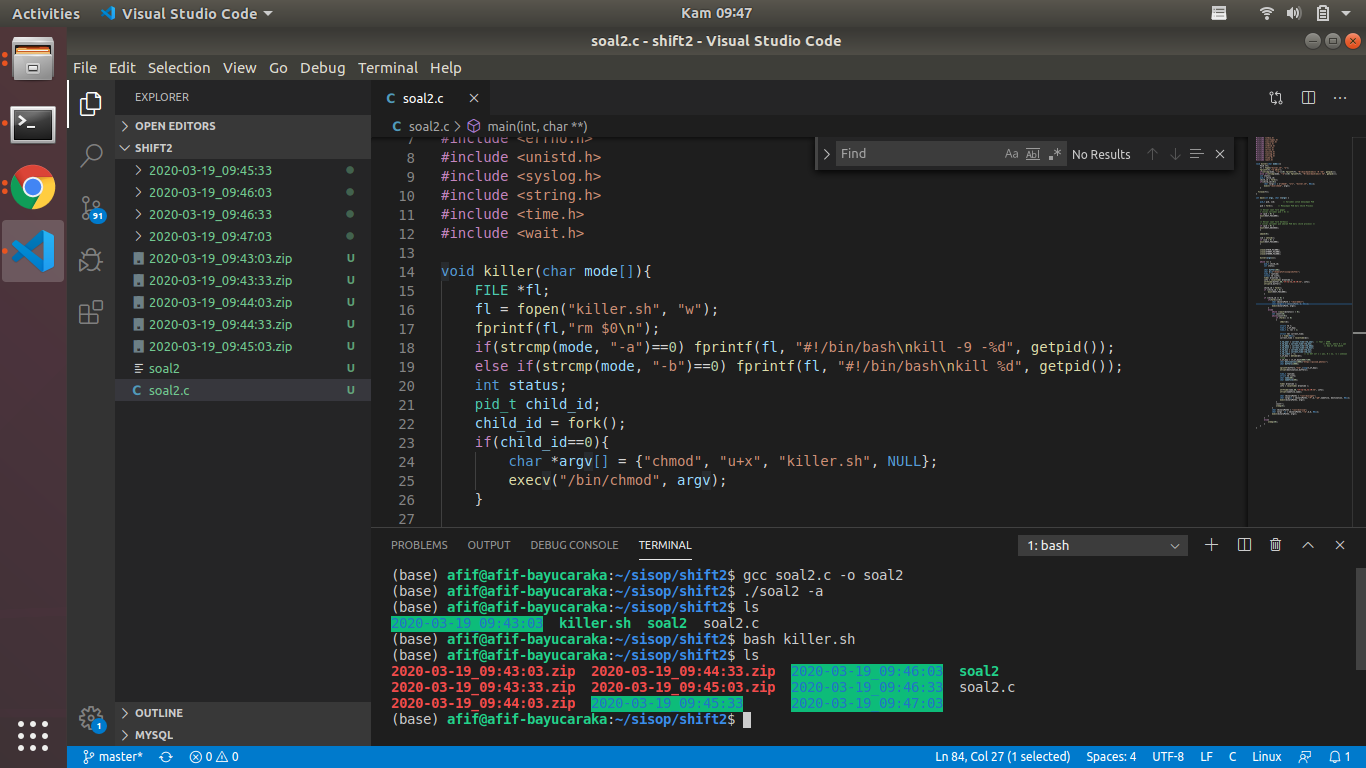 Activities Visual Studio Code Kam 09:47
soal2.c - shift2 - Visual Studio Code
File Edit Selection View Go Debug Terminal Help
EXPLORER
OPEN EDITORS
SHIFT2
2020-03-19_09:45:33
2020-03-19_09:46:03
2020-03-19_09:46:33
2020-03-19_09:47:03
2020-03-19_09:43:03.zip U
2020-03-19_09:43:33.zip U
2020-03-19_09:44:03.zip U
2020-03-19_09:44:33.zip U
2020-03-19_09:45:03.zip U
soal2 U
C soal2.c U
OUTLINE
MYSQL
91
1
C soal2.c
C soal2.c > main(int, char **)
Find Aa Abl .* No Results
7 #include <errno.h>
8 #include <unistd.h>
9 #include <syslog.h>
10 #include <string.h>
11 #include <time.h>
12 #include <wait.h>
13
14 void killer(char mode[]){
15 FILE *fl;
16 fl = fopen("killer.sh", "w");
17 fprintf(fl,"rm $0\n");
18 if(strcmp(mode, "-a")==0) fprintf(fl, "#!/bin/bash\nkill -9 -%d", getpid());
19 else if(strcmp(mode, "-b")==0) fprintf(fl, "#!/bin/bash\nkill %d", getpid());
20 int status;
21 pid_t child_id;
22 child_id = fork();
23 if(child_id==0){
24 char *argv[] = {"chmod", "u+x", "killer.sh", NULL};
25 execv("/bin/chmod", argv);
26 }
27
PROBLEMS OUTPUT DEBUG CONSOLE TERMINAL 1: bash
(base) afif@afif-bayucaraka:~/sisop/shift2$ gcc soal2.c -o soal2
(base) afif@afif-bayucaraka:~/sisop/shift2$ ./soal2 -a
(base) afif@afif-bayucaraka:~/sisop/shift2$ ls
2020-03-19_09:43:03 killer.sh soal2 soal2.c
(base) afif@afif-bayucaraka:~/sisop/shift2$ bash killer.sh
(base) afif@afif-bayucaraka:~/sisop/shift2$ ls
2020-03-19_09:43:03.zip 2020-03-19_09:44:33.zip 2020-03-19_09:46:03 soal2
2020-03-19_09:43:33.zip 2020-03-19_09:45:03.zip 2020-03-19_09:46:33 soal2.c
2020-03-19_09:44:03.zip 2020-03-19_09:45:33 2020-03-19_09:47:03
(base) afif@afif-bayucaraka:~/sisop/shift2$
master* 0 0 Ln 84, Col 27 (1 selected) Spaces: 4 UTF-8 LF C Linux 1